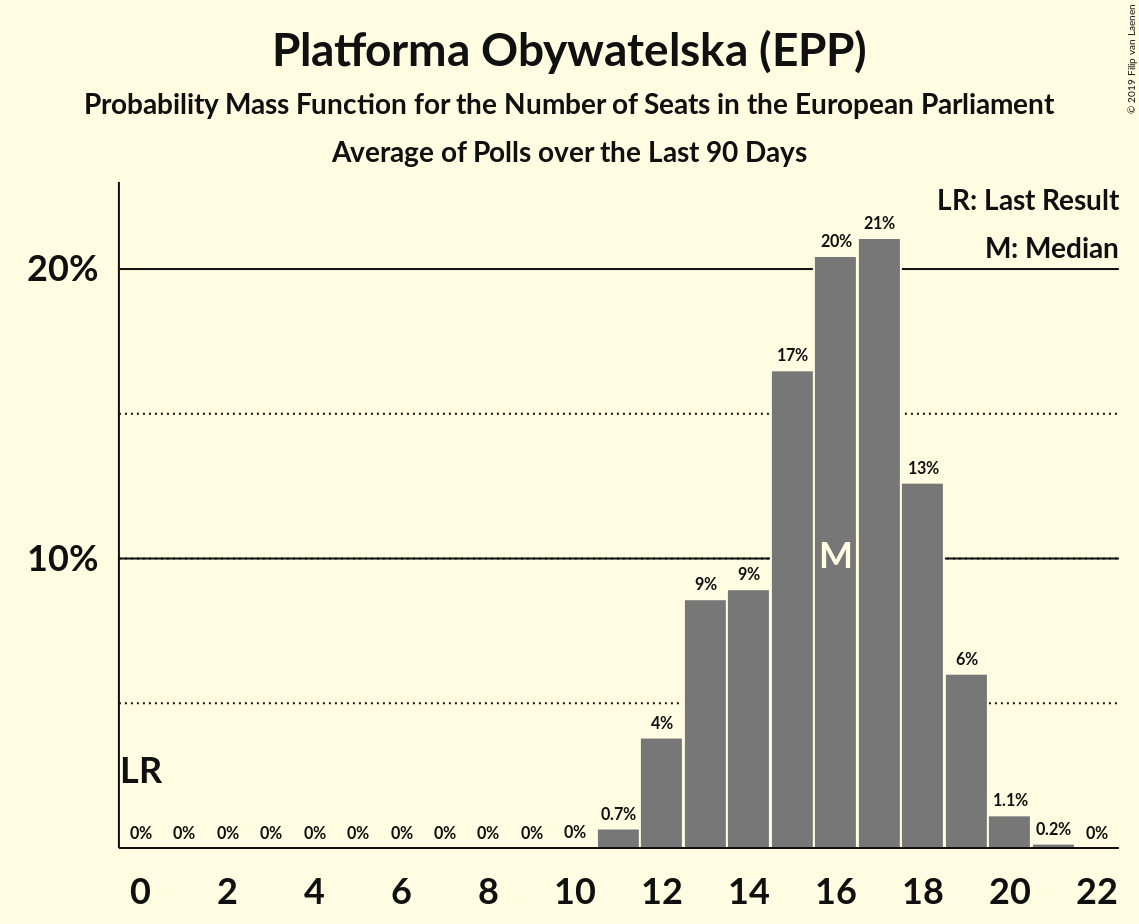 Platforma Obywatelska (EPP)
Probability Mass Function for the Number of Seats in the European Parliament
Average of Polls over the Last 90 Days
© 2019 Filip van Laenen
LR: Last Result
M: Median
20%
10%
0% 0% 0% 0% 0% 0% 0% 0% 0% 0% 0% 0.7% 4% 9% 9% 17% 20% 21% 13% 6% 1.1% 0.2% 0%
LR
M
0 2 4 6 8 10 12 14 16 18 20 22